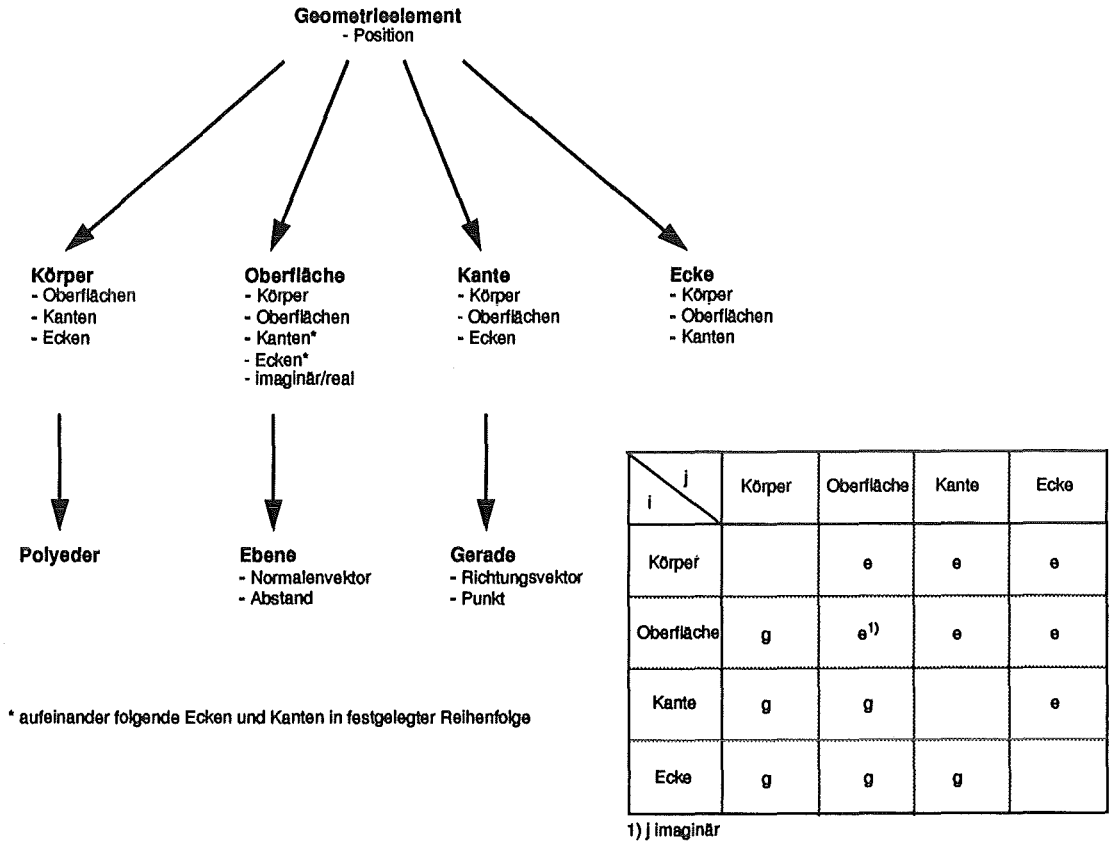 Geometrieelement
- Position
Körper
- Oberflächen
- Kanten
- Ecken
Oberfläche
- Körper
- Oberflächen
- Kanten*
- Ecken*
- imaginär/real
Kante
- Körper
- Oberflächen
- Ecken
Ecke
- Körper
- Oberflächen
- Kanten
Polyeder
Ebene
- Normalenvektor
- Abstand
Gerade
- Richtungsvektor
- Punkt
* aufeinander folgende Ecken und Kanten in festgelegter Reihenfolge
i j Körper Oberfläche Kante Ecke
Körper e e e
Oberfläche g e1) e e
Kante g g e
Ecke g g g
1) j imaginär